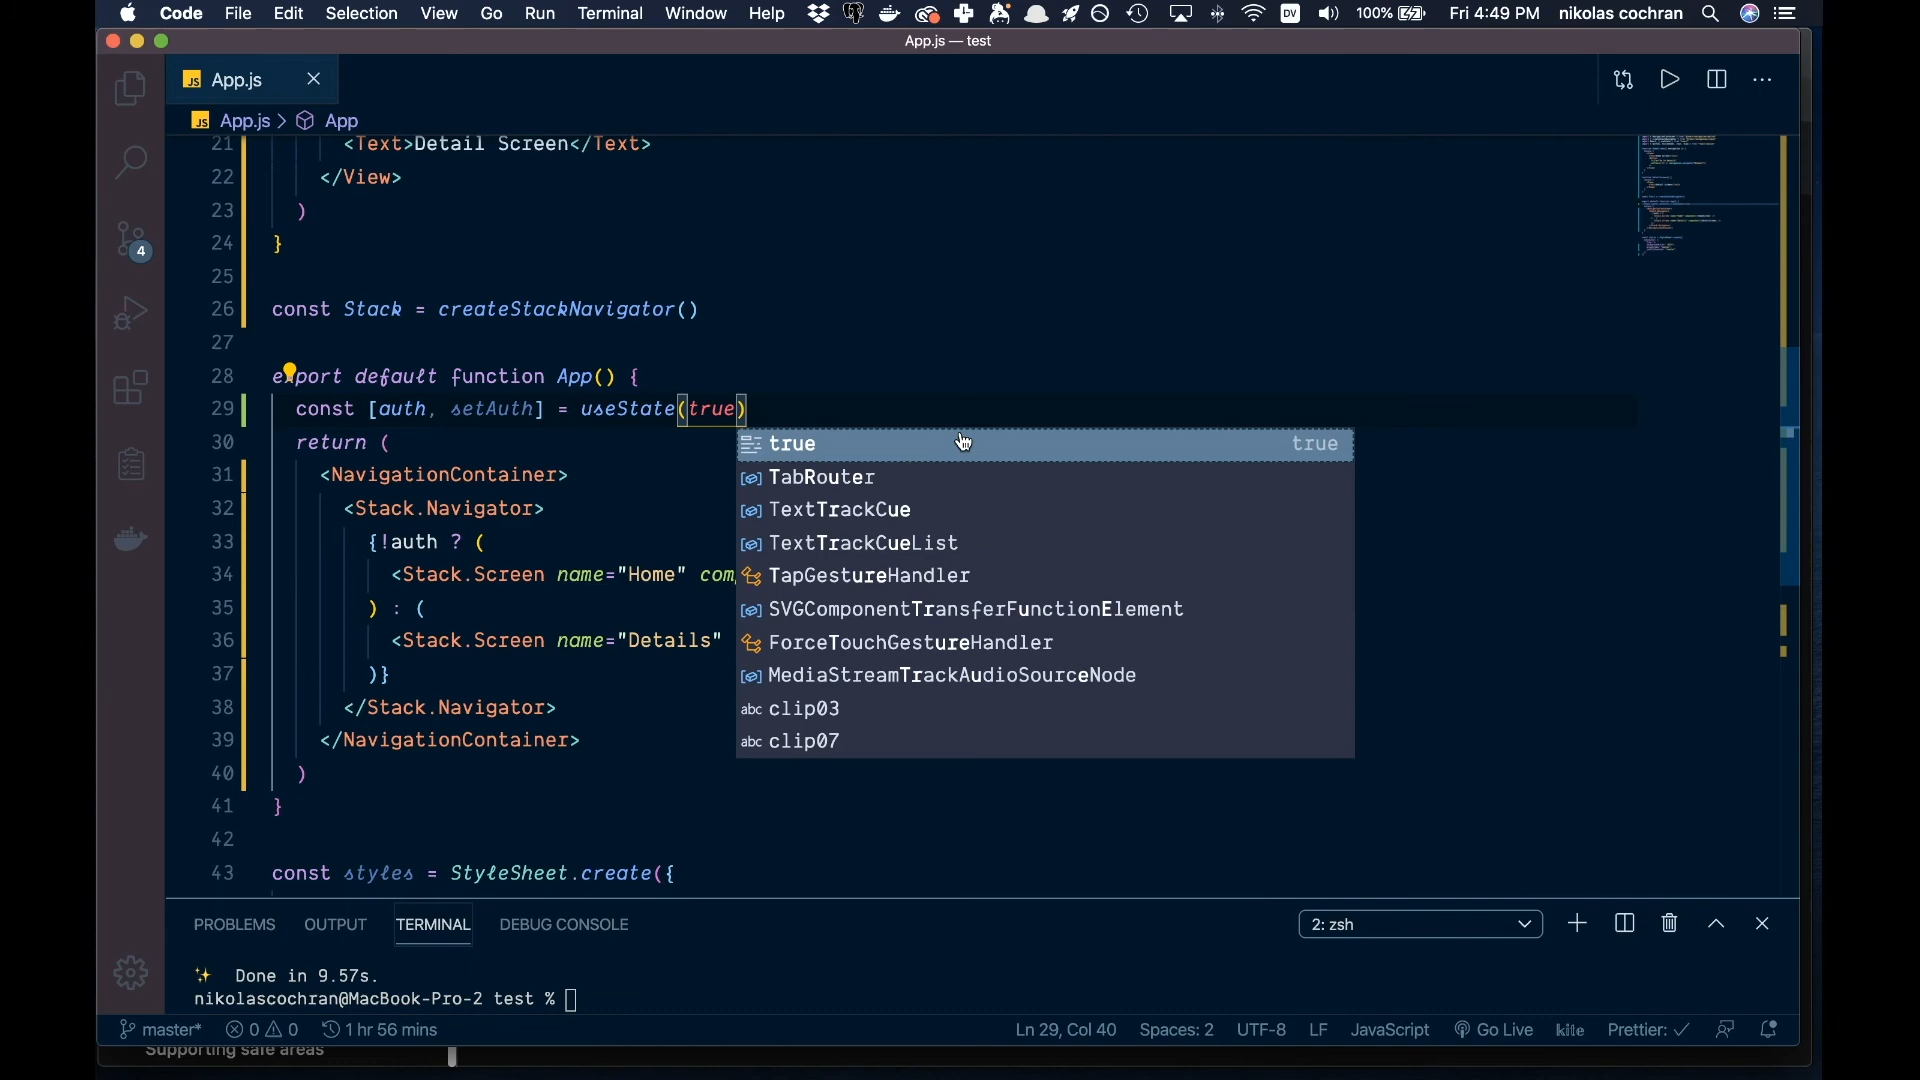 Code File Edit Selection View Go Run Terminal Window Help DV 100% Fri 4:49 PM nikolas cochran
App.js — test
JS App.js
JS App.js > App
21 <Text>Detail Screen</Text>
22 </View>
23 )
24 }
25
26 const Stack = createStackNavigator()
27
28 export default function App() {
29 const [auth, setAuth] = useState(true)
30 return (
31 <NavigationContainer>
32 <Stack.Navigator>
33 {!auth ? (
34 <Stack.Screen name="Home" com
35 ) : (
36 <Stack.Screen name="Details"
37 )}
38 </Stack.Navigator>
39 </NavigationContainer>
40 )
41 }
42
43 const styles = StyleSheet.create({
true true
TabRouter
TextTrackCue
TextTrackCueList
TapGestureHandler
SVGComponentTransferFunctionElement
ForceTouchGestureHandler
MediaStreamTrackAudioSourceNode
abc clip03
abc clip07
4
PROBLEMS OUTPUT TERMINAL DEBUG CONSOLE 2: zsh
Done in 9.57s.
nikolascochran@MacBook-Pro-2 test %
master* 0 0 1 hr 56 mins Ln 29, Col 40 Spaces: 2 UTF-8 LF JavaScript Go Live kite Prettier: ✓
Supporting safe areas